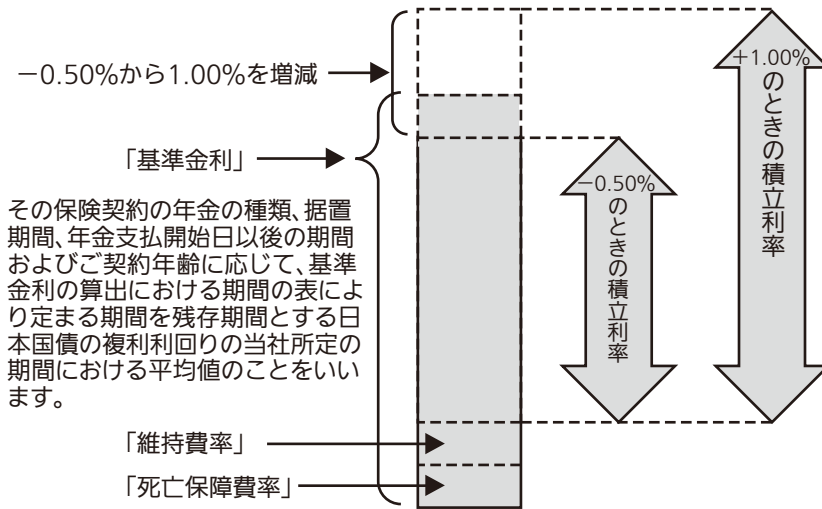 －0.50%から1.00%を増減
「基準金利」
その保険契約の年金の種類、据置
期間、年金支払開始日以後の期間
およびご契約年齢に応じて、基準
金利の算出における期間の表によ
り定まる期間を残存期間とする日
本国債の複利利回りの当社所定の
期間における平均値のことをいい
ます。
「維持費率」
「死亡保障費率」
－0.50%
のときの積立利率
＋1.00%
のときの積立利率